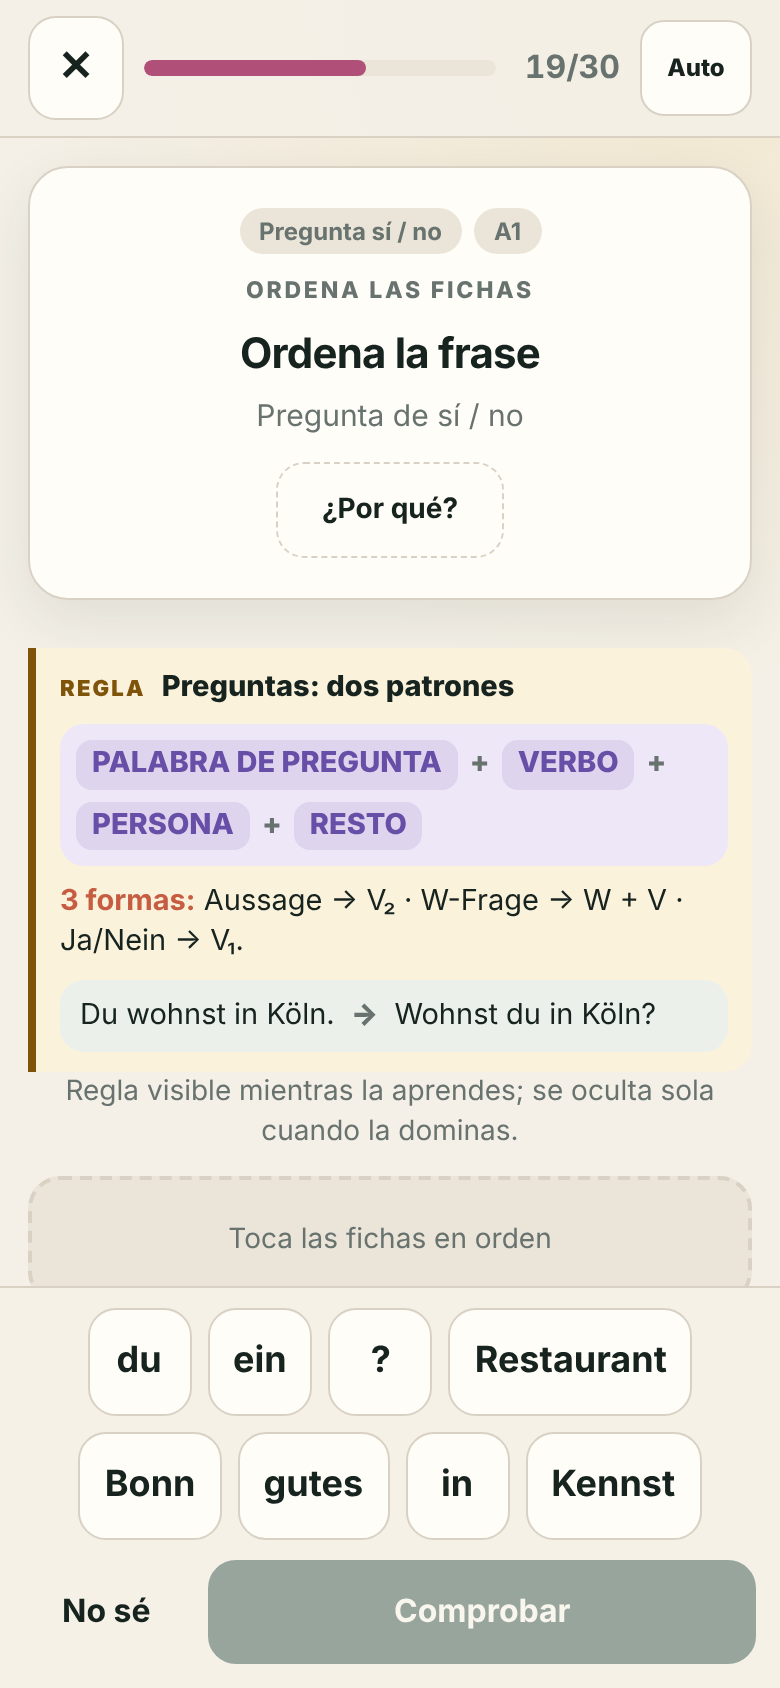 ✕ 19/30 Auto
Pregunta sí / no A1
ORDENA LAS FICHAS
Ordena la frase
Pregunta de sí / no
¿Por qué?
REGLA Preguntas: dos patrones
PALABRA DE PREGUNTA + VERBO +
PERSONA + RESTO
3 formas: Aussage → V₂ · W-Frage → W + V ·
Ja/Nein → V₁.
Du wohnst in Köln. → Wohnst du in Köln?
Regla visible mientras la aprendes; se oculta sola
cuando la dominas.
Toca las fichas en orden
du ein ? Restaurant
Bonn gutes in Kennst
No sé Comprobar